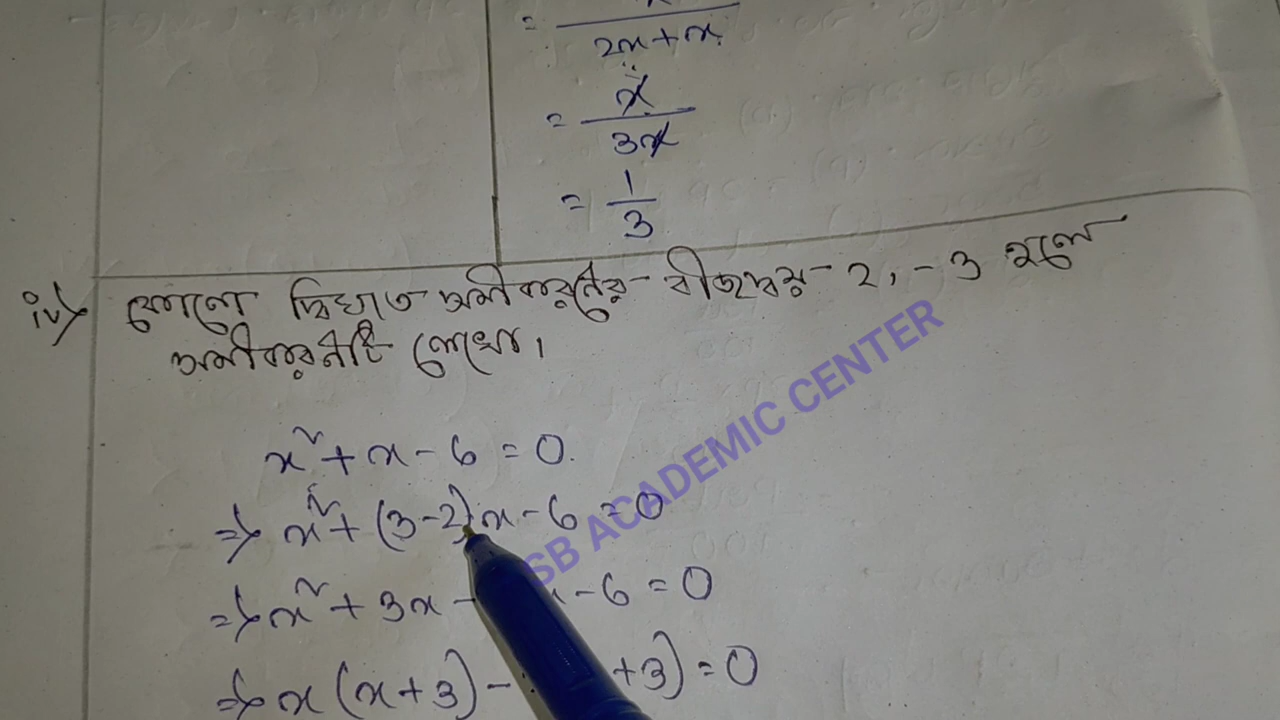 = 
2x+x
= x
3x
= 1
3
iv) কোনো দ্বিঘাত সমীকরণের বীজদ্বয় 2, -3 হলে
সমীকরণটি লেখো।
x² + x - 6 = 0.
=> x² + (3-2)x - 6 = 0
=> x² + 3x - x - 6 = 0
=> x (x+3) - +3) = 0
SB ACADEMIC CENTER